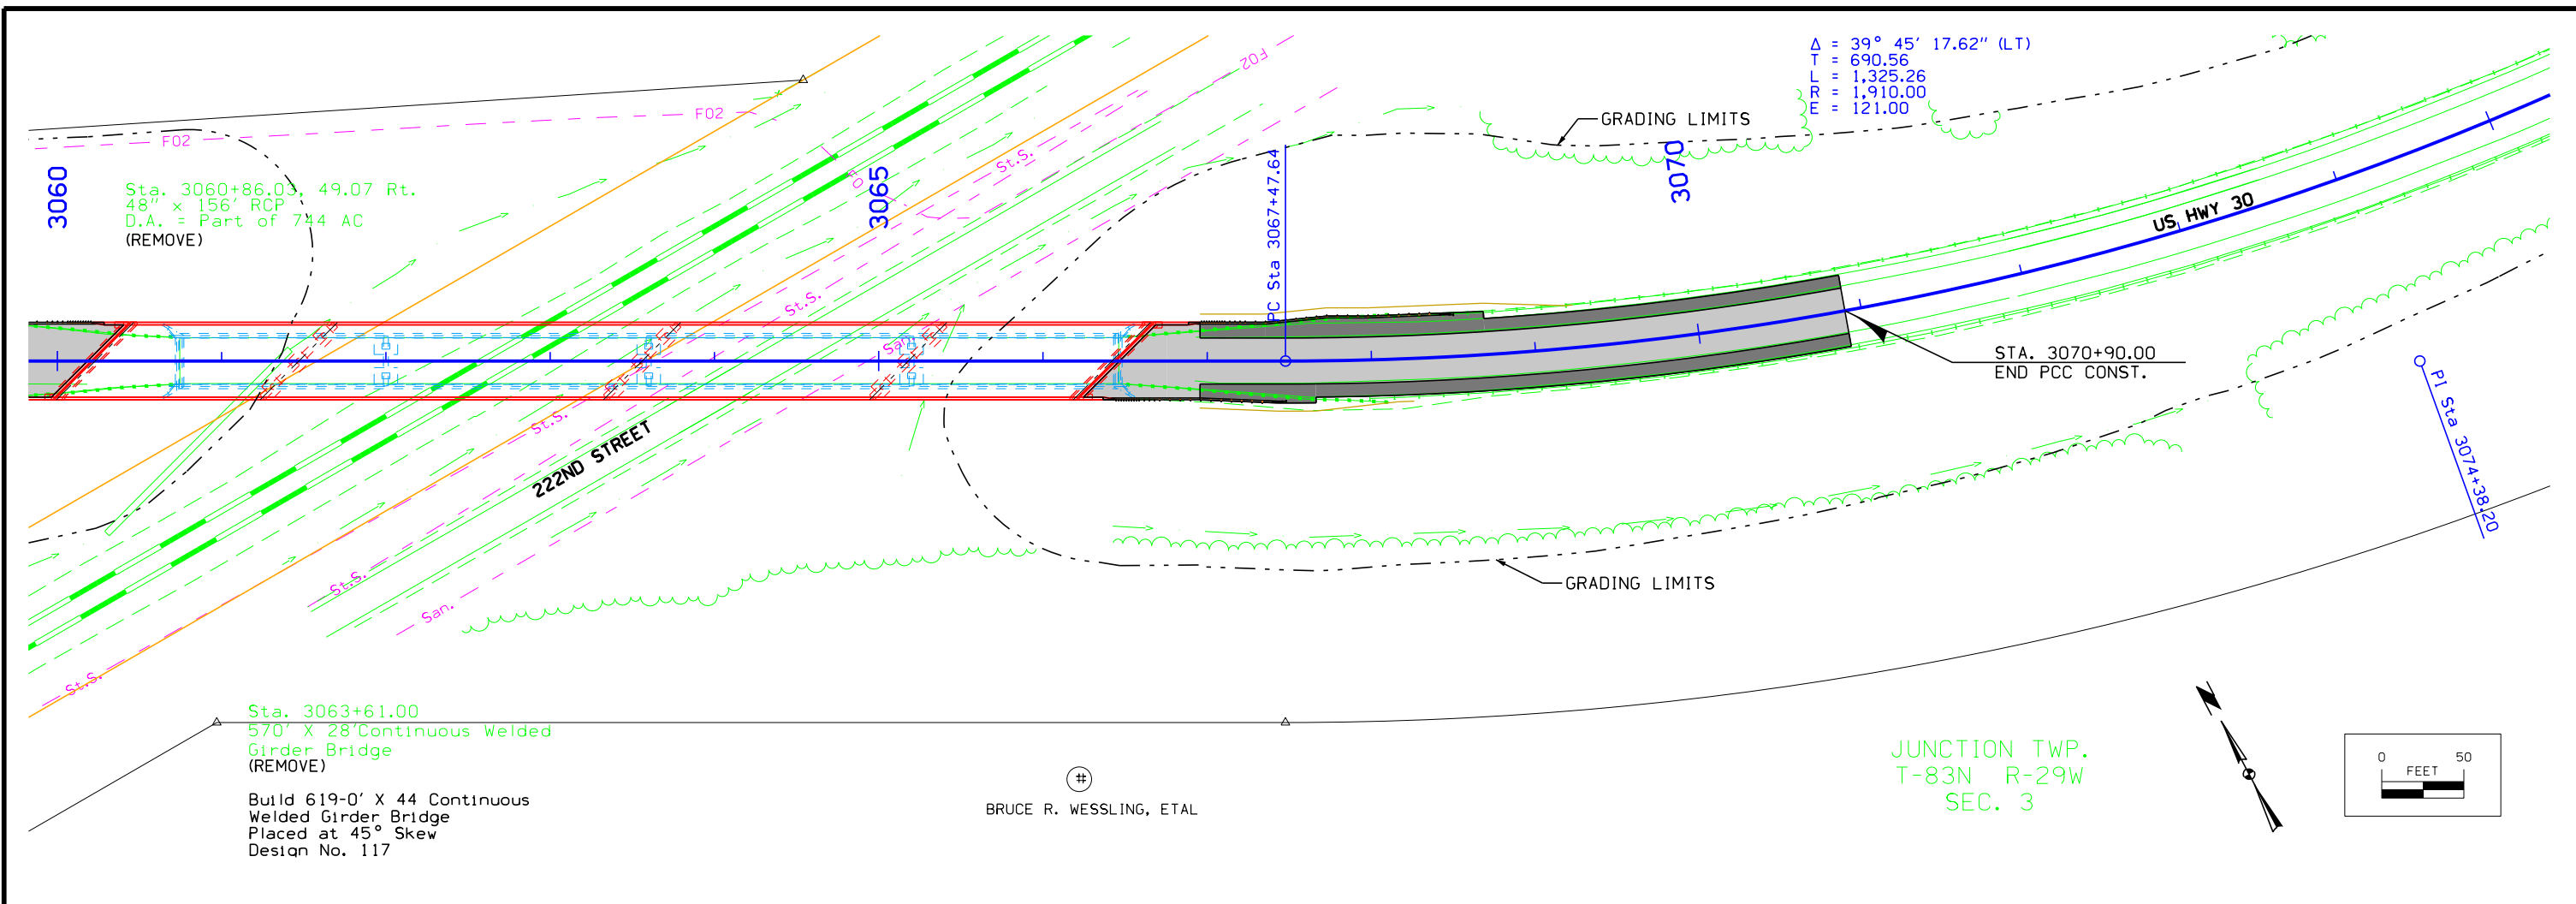 Δ = 39° 45' 17.62" (LT)
T = 690.56
L = 1,325.26
R = 1,910.00
E = 121.00
FO2
FO2
FO2
GRADING LIMITS
3060
Sta. 3060+86.03, 49.07 Rt.
48" x 156' RCP
D.A. = Part of 744 AC
(REMOVE)
FO
St.S.
3065
PC Sta 3067+47.64
3070
US HWY 30
St.S.
San.
STA. 3070+90.00
END PCC CONST.
St.S.
222ND STREET
PI Sta 3074+38.20
St.S.
San.
GRADING LIMITS
St.S.
Sta. 3063+61.00
570' X 28'Continuous Welded
Girder Bridge
(REMOVE)
Build 619-0' X 44 Continuous
Welded Girder Bridge
Placed at 45° Skew
Design No. 117
#
BRUCE R. WESSLING, ETAL
JUNCTION TWP.
T-83N R-29W
SEC. 3
0 50
FEET